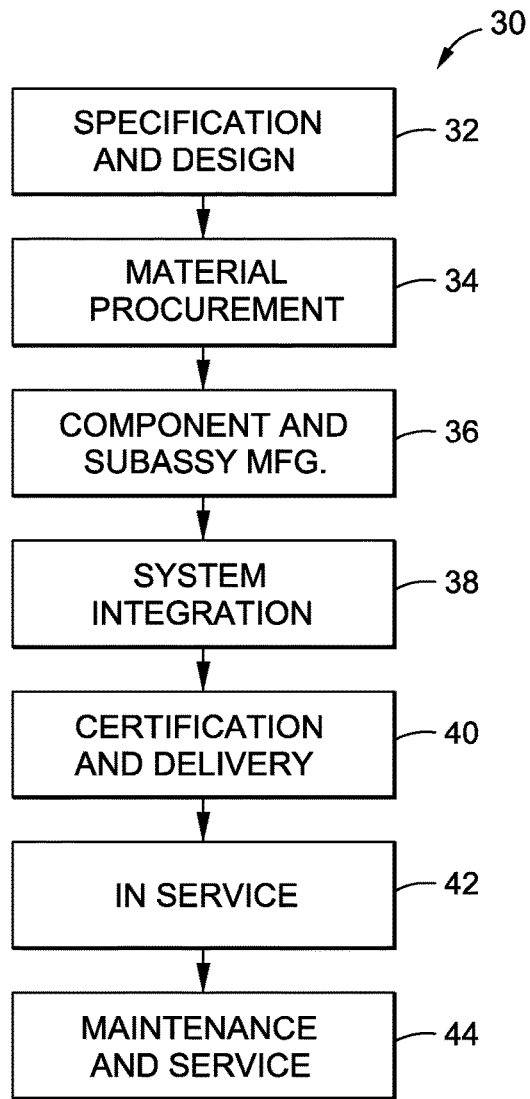 30
SPECIFICATION
AND DESIGN
32
MATERIAL
PROCUREMENT
34
COMPONENT AND
SUBASSY MFG.
36
SYSTEM
INTEGRATION
38
CERTIFICATION
AND DELIVERY
40
IN SERVICE
42
MAINTENANCE
AND SERVICE
44